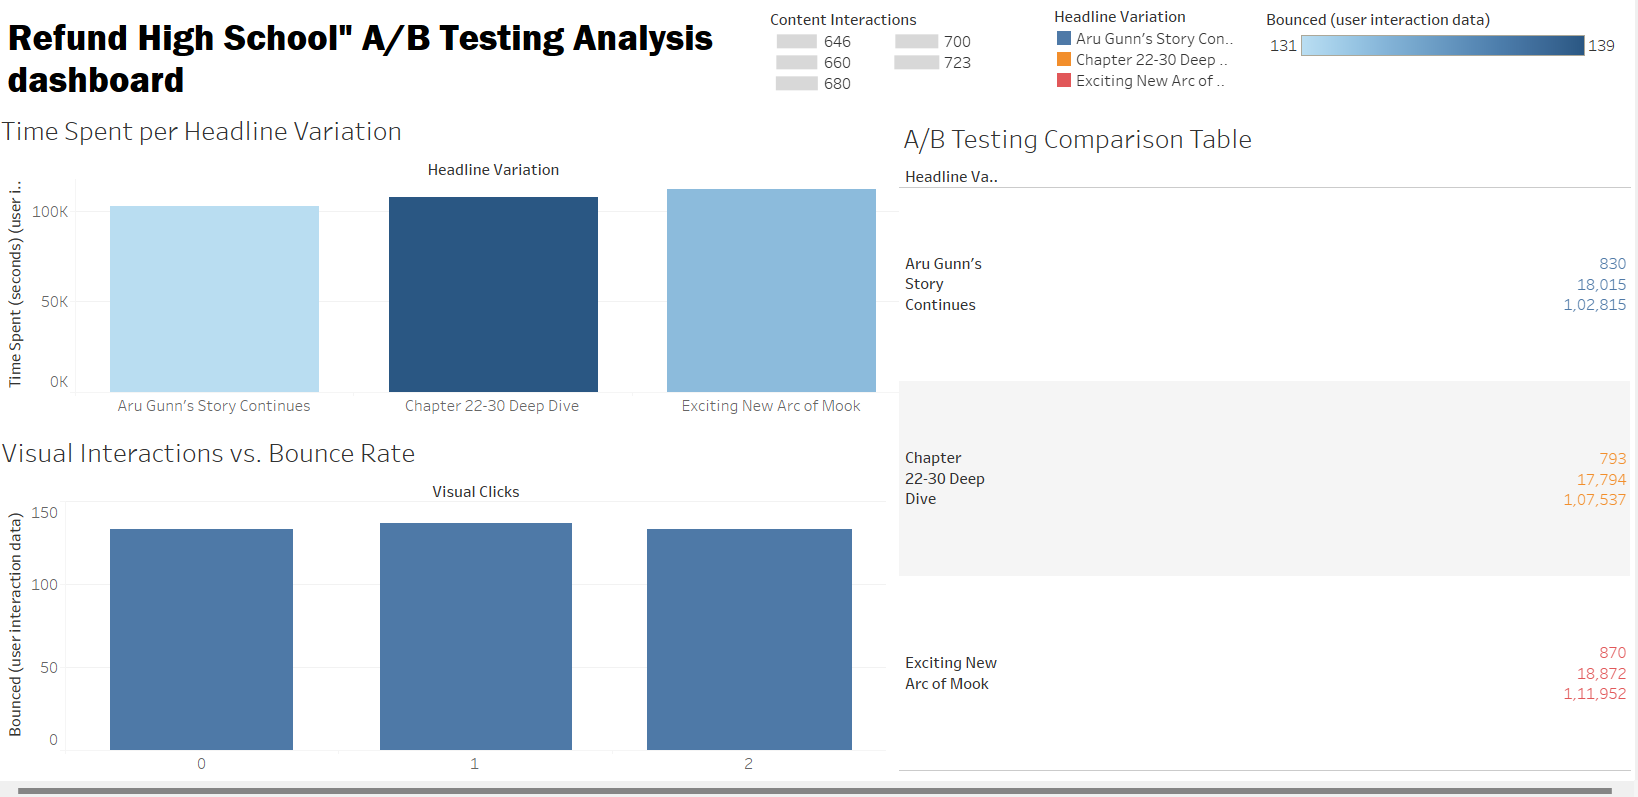 Refund High School" A/B Testing Analysis
dashboard
Content Interactions
646
700
660
723
680
Headline Variation
Aru Gunn's Story Con..
Chapter 22-30 Deep ..
Exciting New Arc of ..
Bounced (user interaction data)
131
139
Time Spent per Headline Variation
Headline Variation
Time Spent (seconds) (user i..
100K
50K
0K
Aru Gunn's Story Continues
Chapter 22-30 Deep Dive
Exciting New Arc of Mook
Visual Interactions vs. Bounce Rate
Visual Clicks
Bounced (user interaction data)
150
100
50
0
0
1
2
A/B Testing Comparison Table
Headline Va..
Aru Gunn's
Story
Continues
830
18,015
1,02,815
Chapter
22-30 Deep
Dive
793
17,794
1,07,537
Exciting New
Arc of Mook
870
18,872
1,11,952